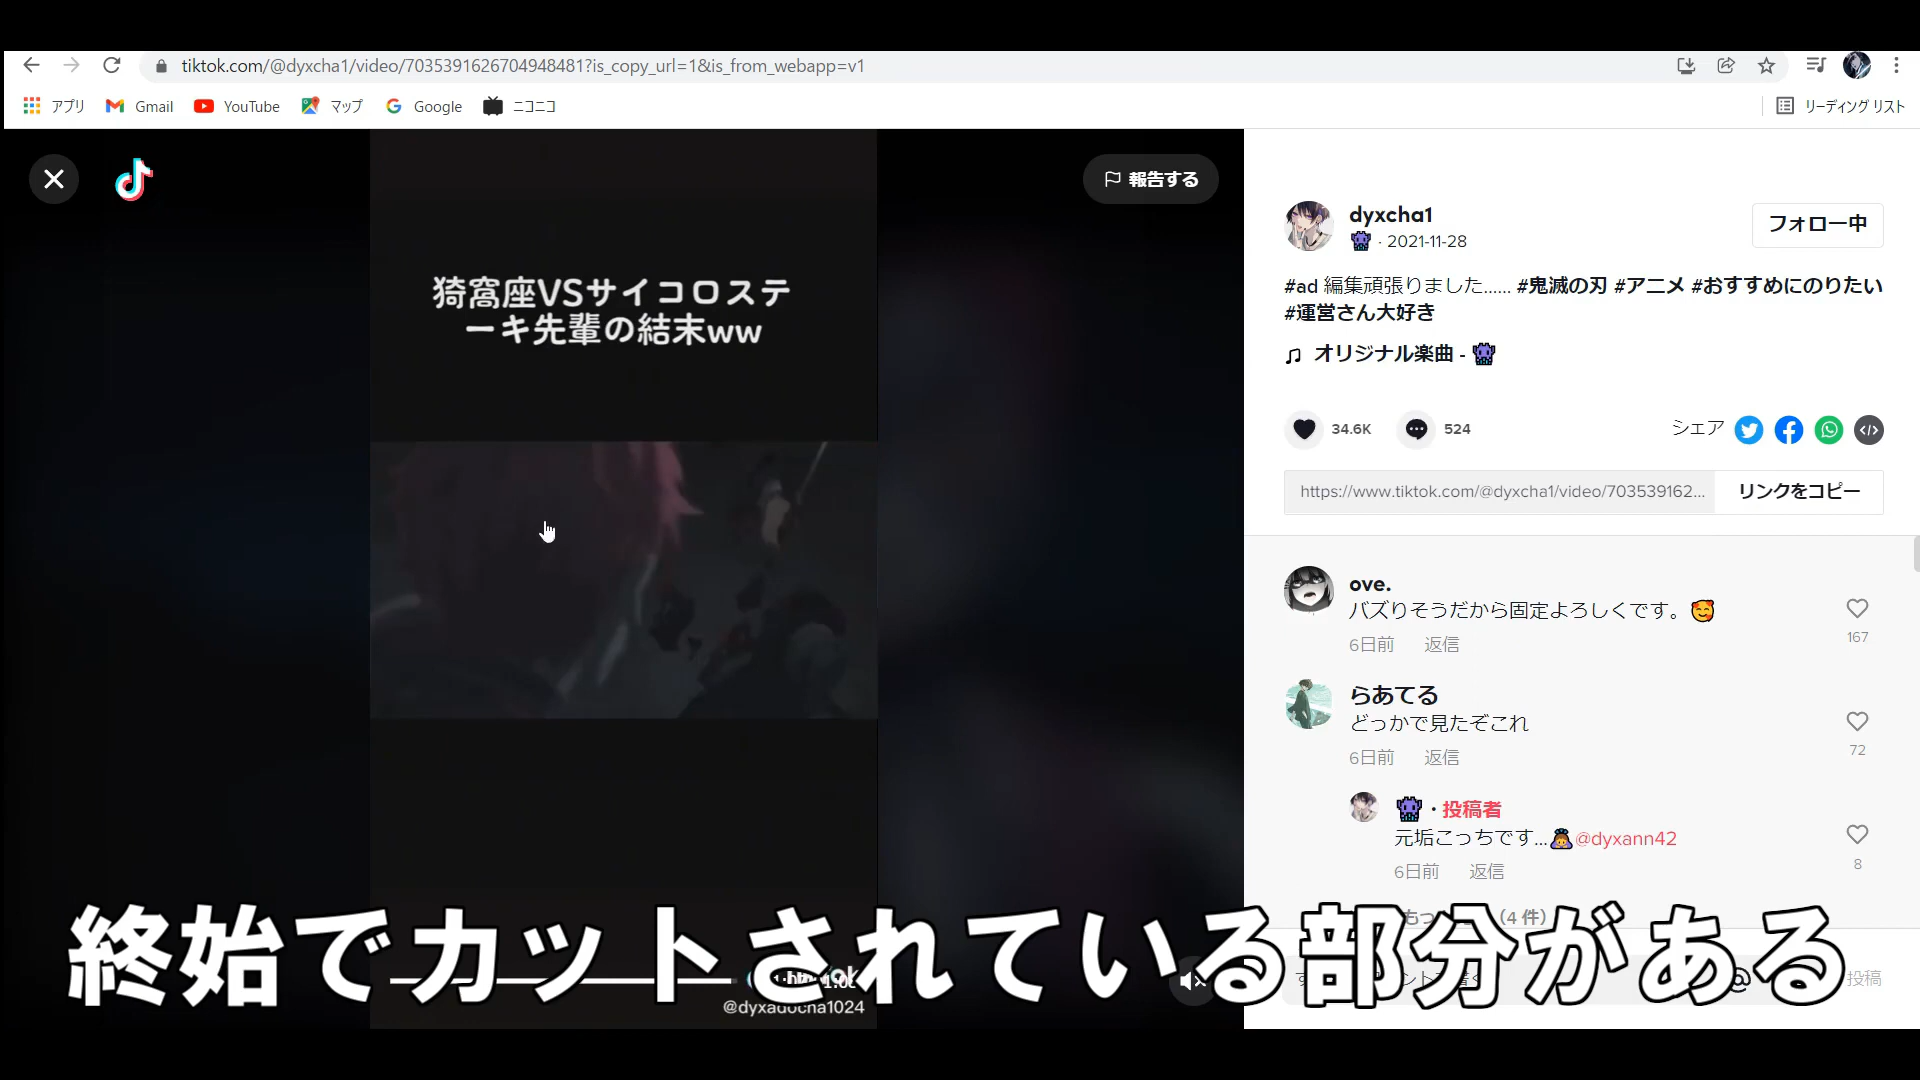 tiktok.com/@dyxcha1/video/7035391626704948481?is_copy_url=1&is_from_webapp=v1
アプリ Gmail YouTube マップ Google ニコニコ リーディング リスト
報告する
猗窩座VSサイコロステ
ーキ先輩の結末ww
dyxcha1
· 2021-11-28
フォロー中
#ad 編集頑張りました...... #鬼滅の刃 #アニメ #おすすめにのりたい
#運営さん大好き
オリジナル楽曲 -
34.6K 524 シェア
https://www.tiktok.com/@dyxcha1/video/703539162... リンクをコピー
ove.
バズりそうだから固定よろしくです。
6日前 返信 167
らあてる
どっかで見たぞこれ
6日前 返信 72
· 投稿者
元垢こっちです... @dyxann42
6日前 返信 8
(4 件)
終始でカットされている部分がある
投稿
@dyxadocha1024